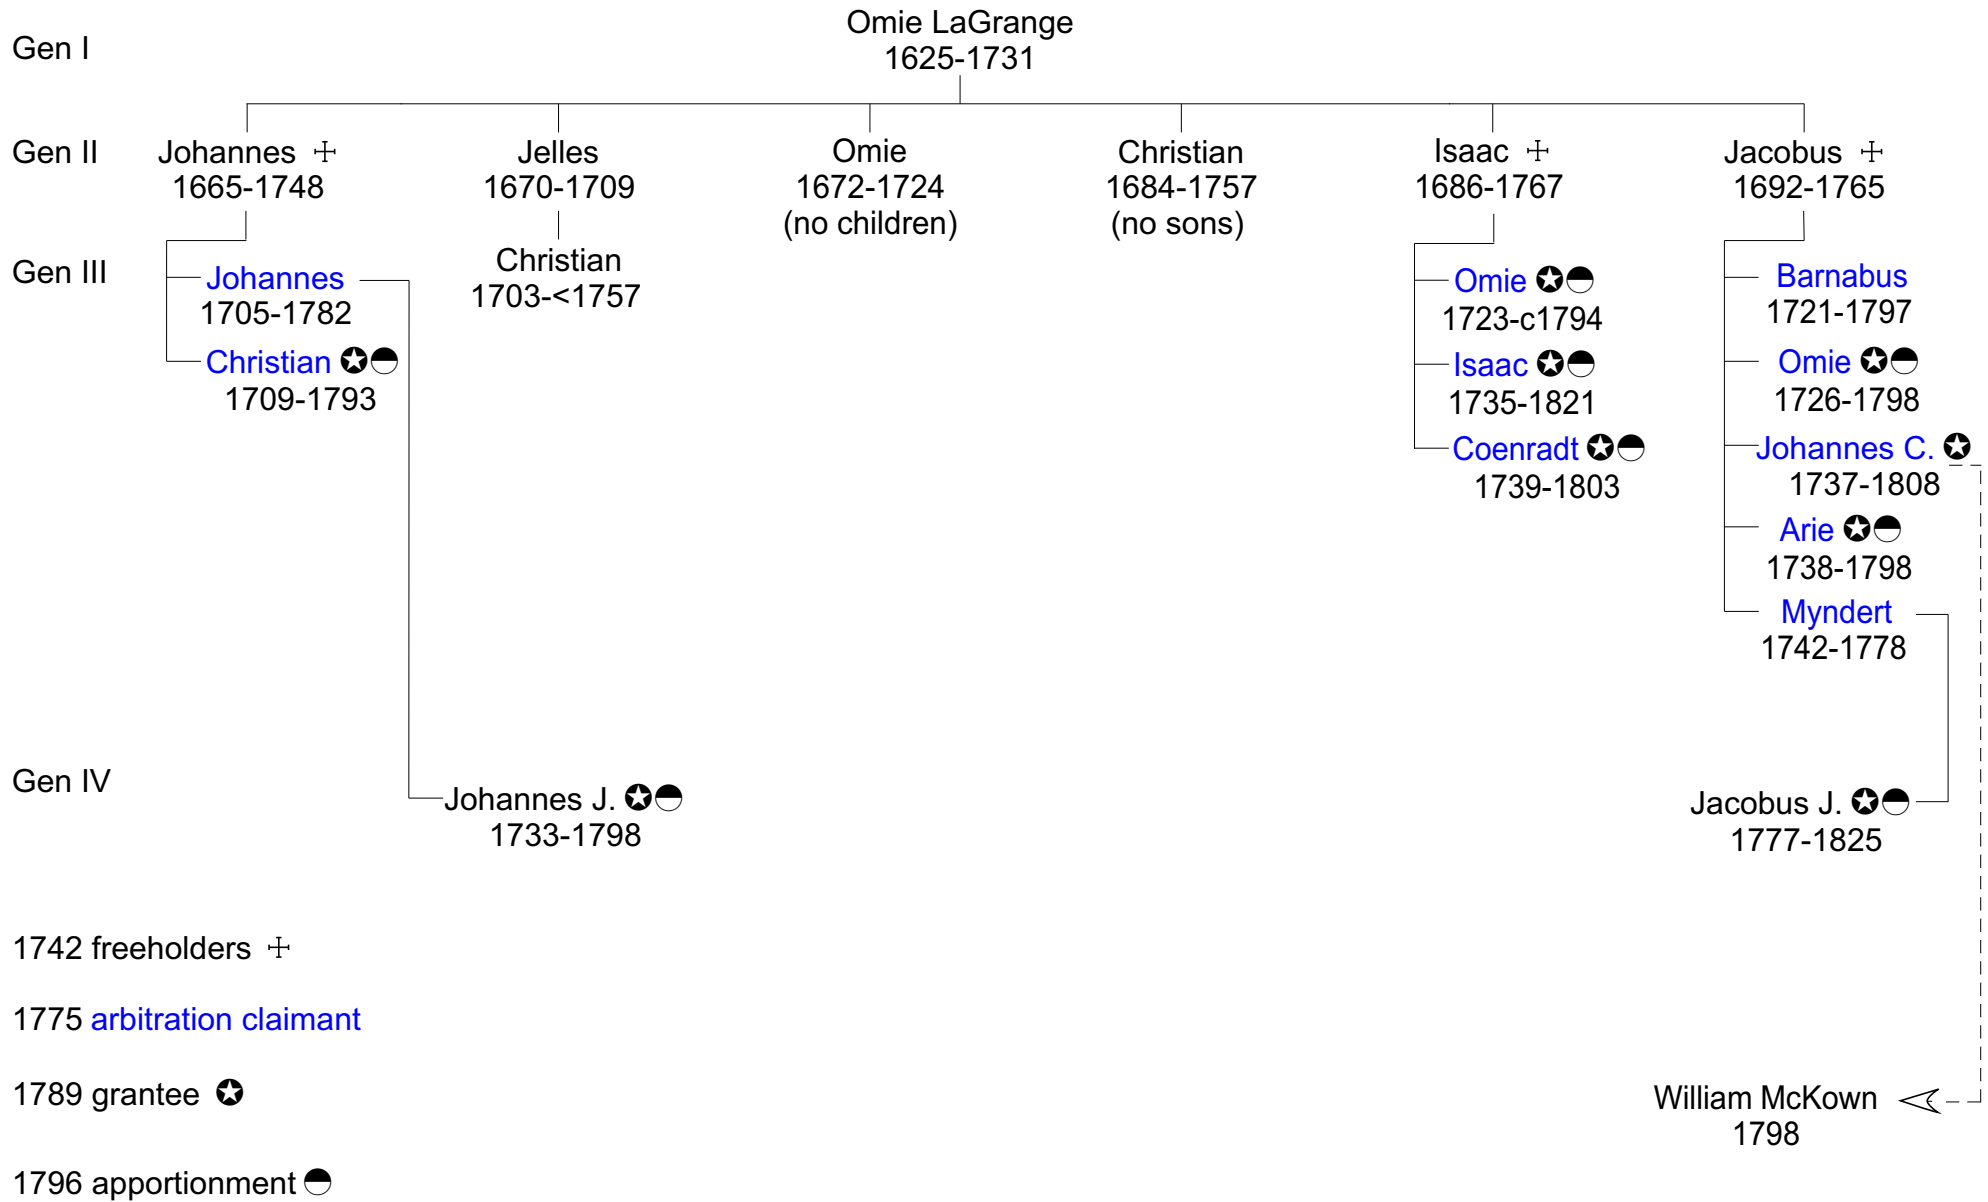 Omie LaGrange
1625-1731
Gen I
Gen II
Johannes ☩
1665-1748
Jelles
1670-1709
Omie
1672-1724
(no children)
Christian
1684-1757
(no sons)
Isaac ☩
1686-1767
Jacobus ☩
1692-1765
Gen III
Johannes
1705-1782
Christian ✪◓
1709-1793
Christian
1703-<1757
Omie ✪◓
1723-c1794
Isaac ✪◓
1735-1821
Coenradt ✪◓
1739-1803
Barnabus
1721-1797
Omie ✪◓
1726-1798
Johannes C. ✪
1737-1808
Arie ✪◓
1738-1798
Myndert
1742-1778
Gen IV
Johannes J. ✪◓
1733-1798
Jacobus J. ✪◓
1777-1825
1742 freeholders ☩
1775 arbitration claimant
1789 grantee ✪
1796 apportionment ◓
William McKown
1798